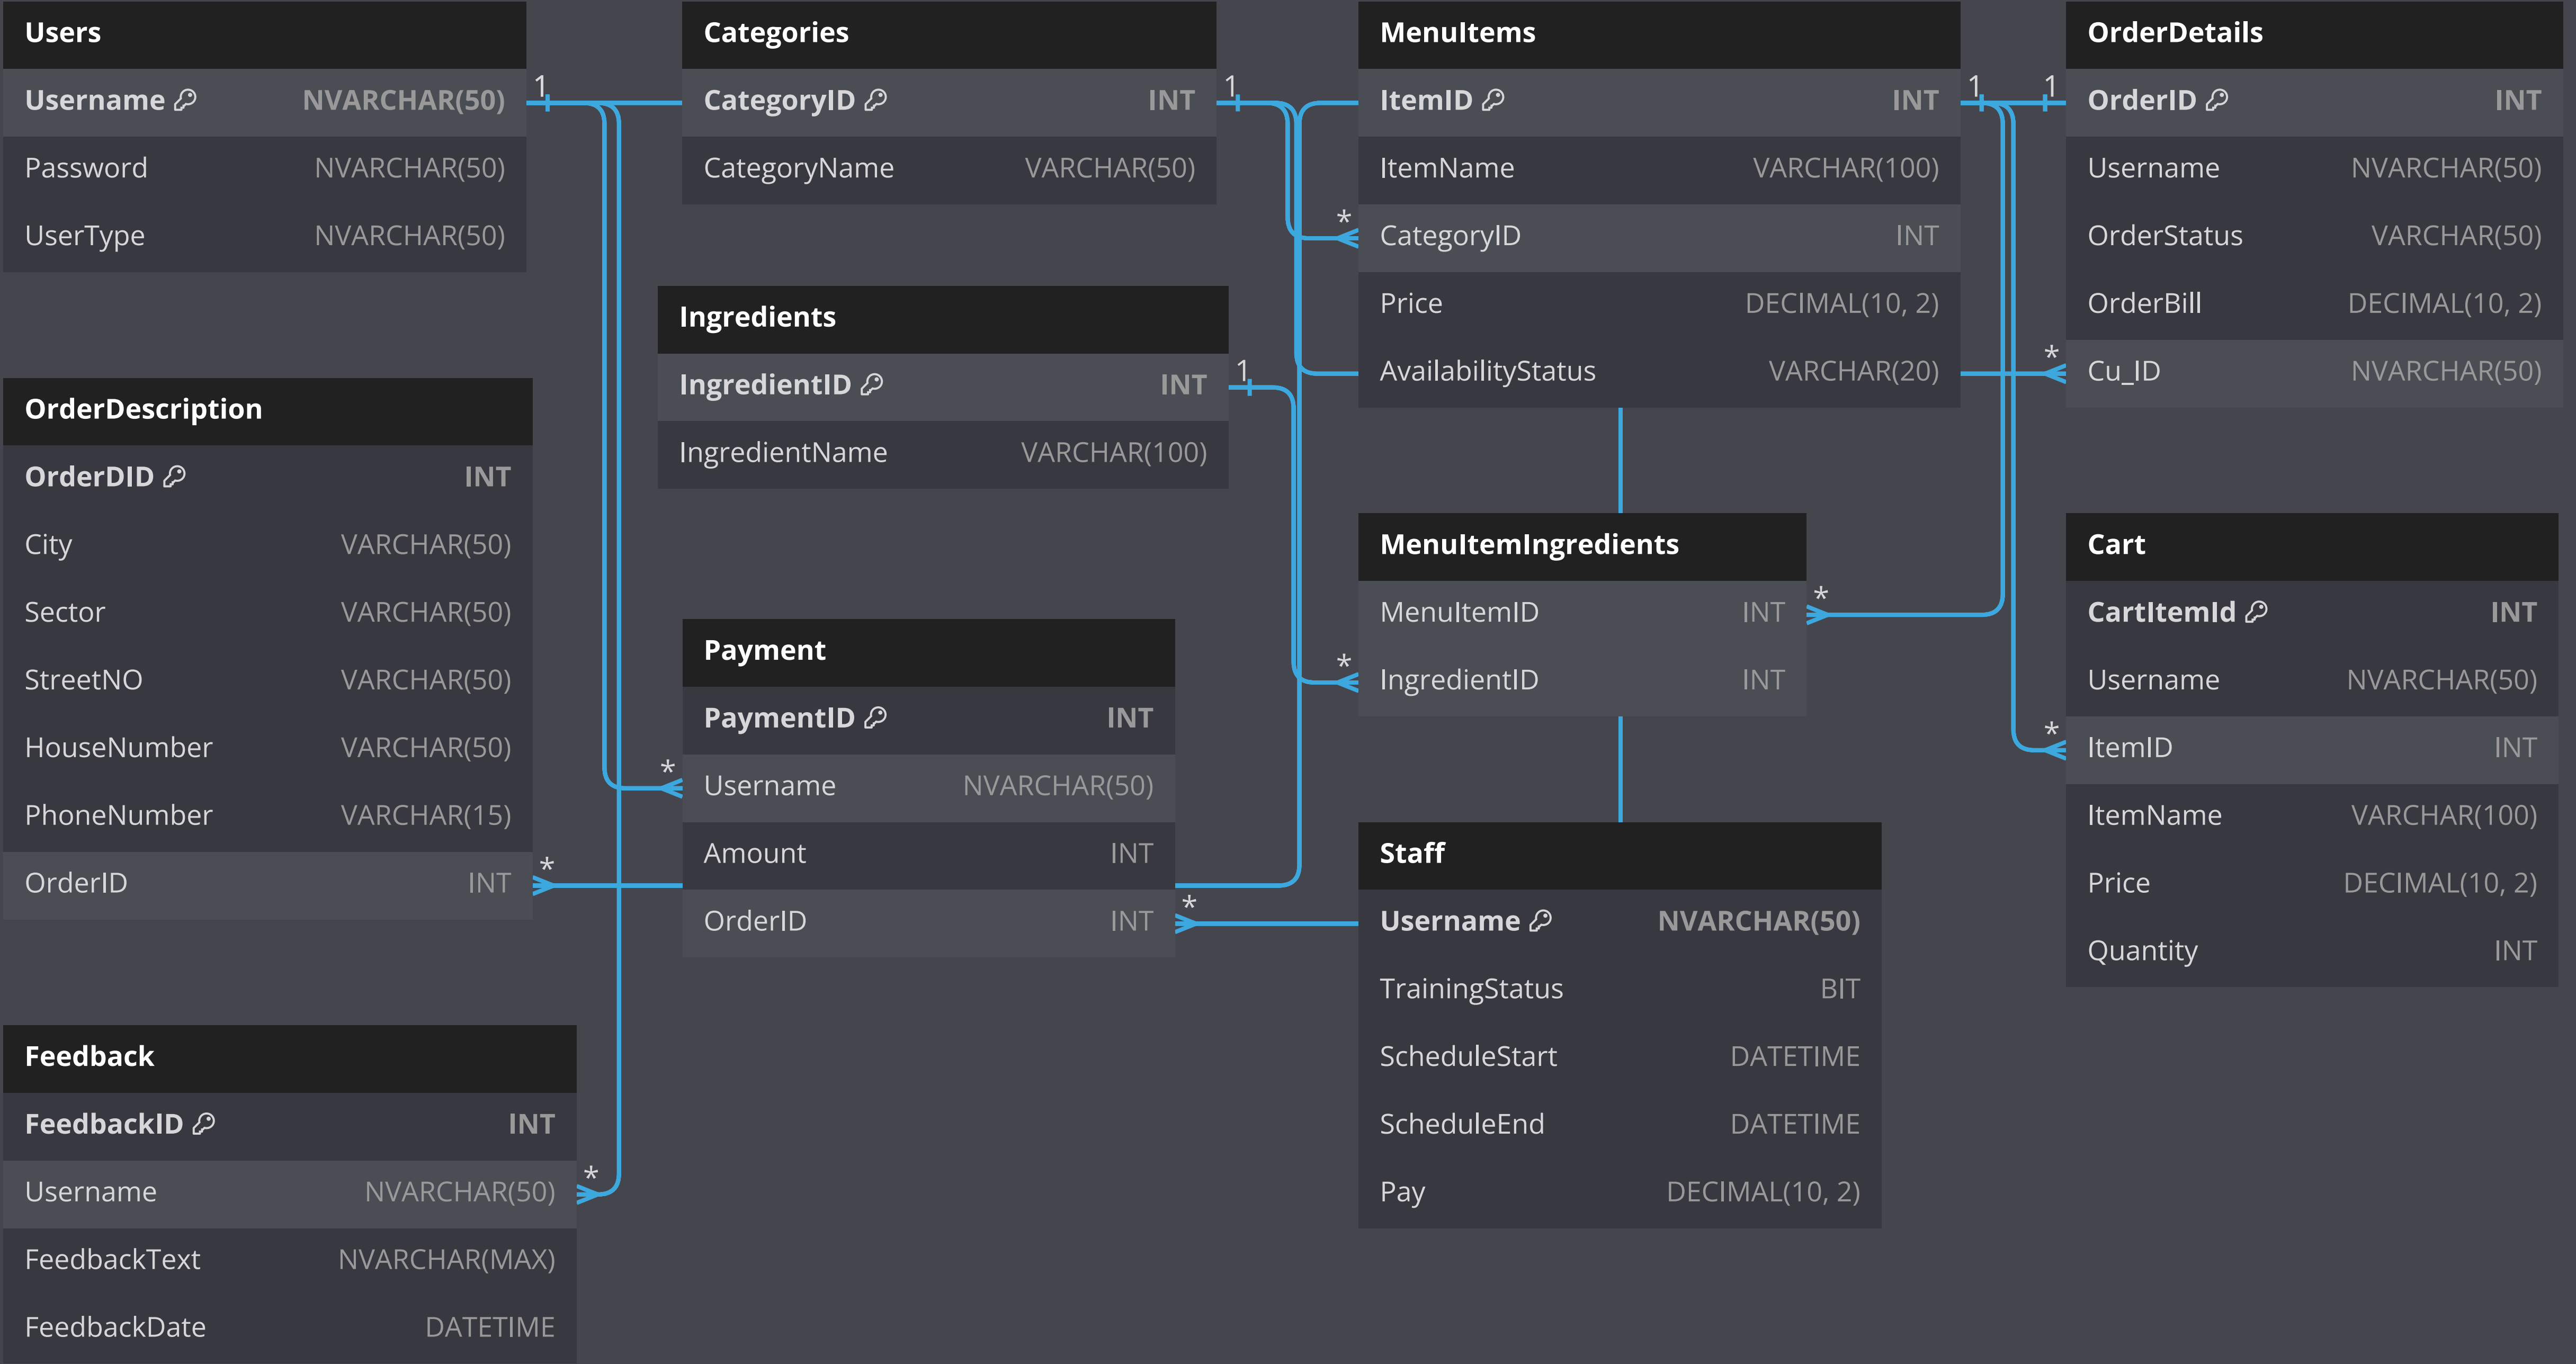 Users
Username NVARCHAR(50) 1
Password NVARCHAR(50)
UserType NVARCHAR(50)
Categories
CategoryID INT 1
CategoryName VARCHAR(50)
MenuItems
ItemID INT 1
ItemName VARCHAR(100)
* CategoryID INT
Price DECIMAL(10, 2)
AvailabilityStatus VARCHAR(20)
OrderDetails
1 OrderID INT
Username NVARCHAR(50)
OrderStatus VARCHAR(50)
OrderBill DECIMAL(10, 2)
* Cu_ID NVARCHAR(50)
Ingredients
IngredientID INT 1
IngredientName VARCHAR(100)
OrderDescription
OrderDID INT
City VARCHAR(50)
Sector VARCHAR(50)
StreetNO VARCHAR(50)
HouseNumber VARCHAR(50)
PhoneNumber VARCHAR(15)
OrderID INT *
Payment
PaymentID INT
* Username NVARCHAR(50)
Amount INT
OrderID INT *
MenuItemIngredients
MenuItemID INT *
* IngredientID INT
Cart
CartItemId INT
Username NVARCHAR(50)
* ItemID INT
ItemName VARCHAR(100)
Price DECIMAL(10, 2)
Quantity INT
Staff
Username NVARCHAR(50)
TrainingStatus BIT
ScheduleStart DATETIME
ScheduleEnd DATETIME
Pay DECIMAL(10, 2)
Feedback
FeedbackID INT
Username NVARCHAR(50) *
FeedbackText NVARCHAR(MAX)
FeedbackDate DATETIME